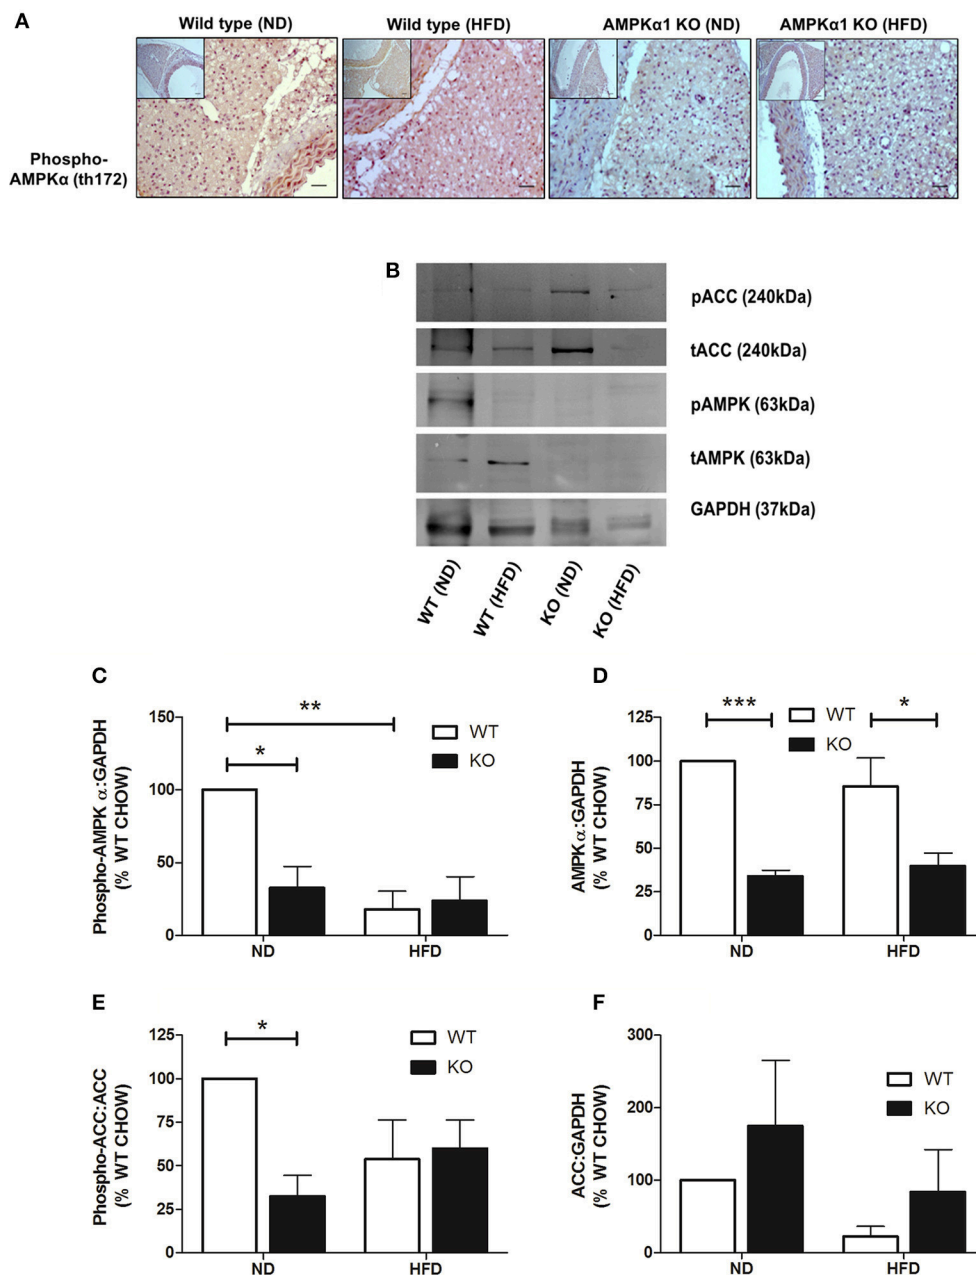 A
Wild type (ND)
Wild type (HFD)
AMPKα1 KO (ND)
AMPKα1 KO (HFD)
Phospho-
AMPKα (th172)
B
pACC (240kDa)
tACC (240kDa)
pAMPK (63kDa)
tAMPK (63kDa)
GAPDH (37kDa)
WT (ND)
WT (HFD)
KO (ND)
KO (HFD)
C
Phospho-AMPK α:GAPDH
(% WT CHOW)
150
100
50
0
**
*
WT
KO
ND
HFD
D
AMPKα:GAPDH
(% WT CHOW)
125
100
75
50
25
0
***
*
WT
KO
ND
HFD
E
Phospho-ACC:ACC
(% WT CHOW)
125
100
75
50
25
0
*
WT
KO
ND
HFD
F
ACC:GAPDH
(% WT CHOW)
300
200
100
0
WT
KO
ND
HFD